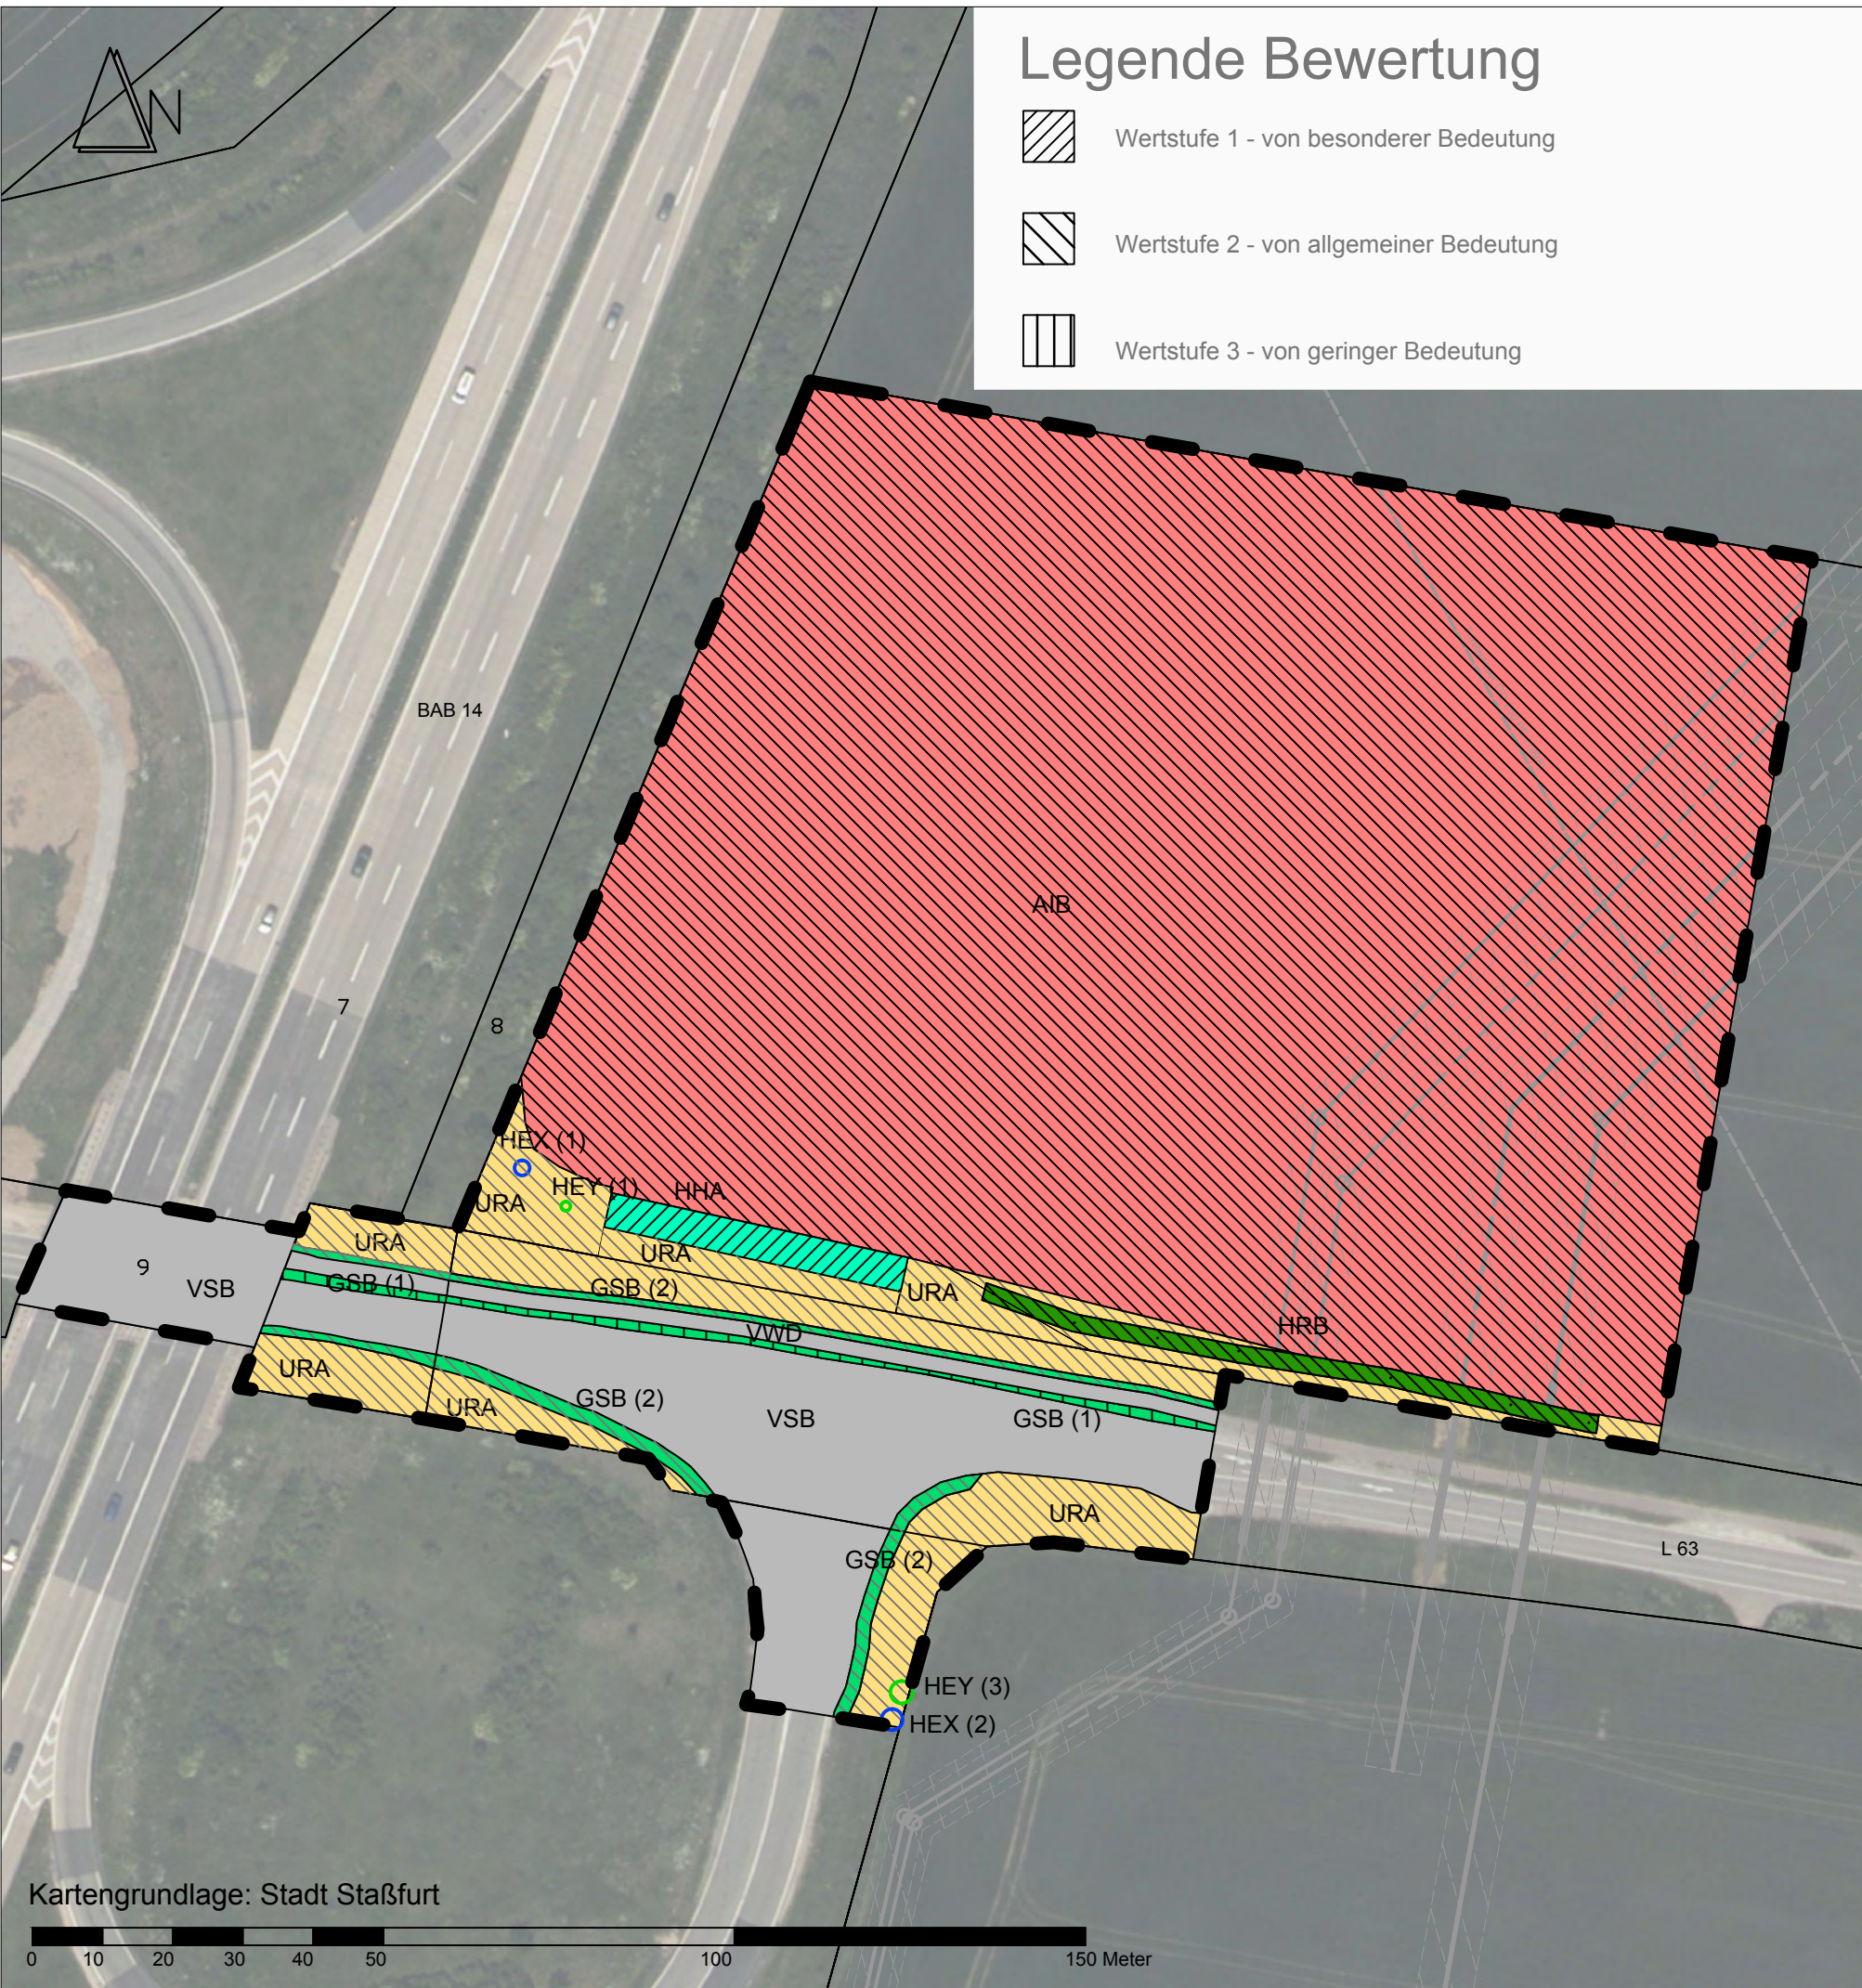 N
Legende Bewertung
Wertstufe 1 - von besonderer Bedeutung
Wertstufe 2 - von allgemeiner Bedeutung
Wertstufe 3 - von geringer Bedeutung
BAB 14
AIB
7
8
HEX (1)
HEY (1)
HHA
URA
URA
URA
9
VSB
GSB (1)
GSB (2)
URA
HRB
VWD
URA
URA
GSB (2)
VSB
GSB (1)
URA
GSB (2)
L 63
HEY (3)
HEX (2)
Kartengrundlage: Stadt Staßfurt
0 10 20 30 40 50 100 150 Meter